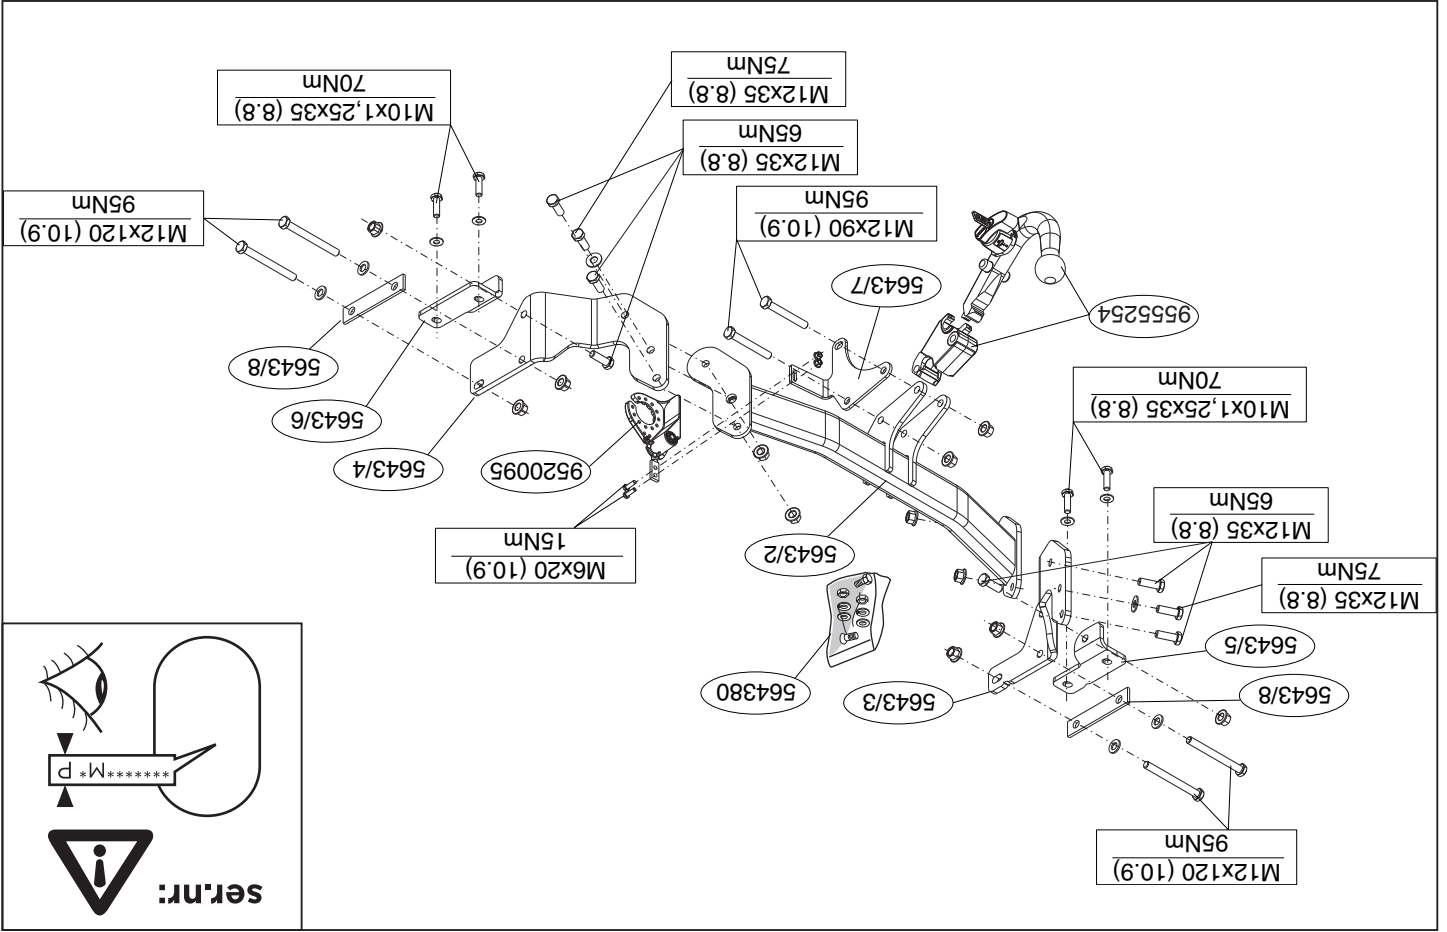 ser.nr:
M12x120 (10.9)
95Nm
*******M* P
5643/8
5643/3
564380
5643/5
M12x35 (8.8)
75Nm
M12x35 (8.8)
65Nm
5643/2
M6x20 (10.9)
15Nm
9520095
5643/4
5643/6
M10x1,25x35 (8.8)
70Nm
5643/8
9555254
5643/7
M12x90 (10.9)
95Nm
M12x120 (10.9)
95Nm
M12x35 (8.8)
65Nm
M10x1,25x35 (8.8)
70Nm
M12x35 (8.8)
75Nm